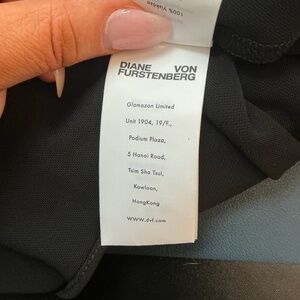 DIANE VON
FURSTENBERG
Glamazon Limited
Unit 1904, 19/F.,
Podium Plaza,
5 Hanoi Road,
Tsim Sha Tsui,
Kowloon,
HongKong
www.dvf.com